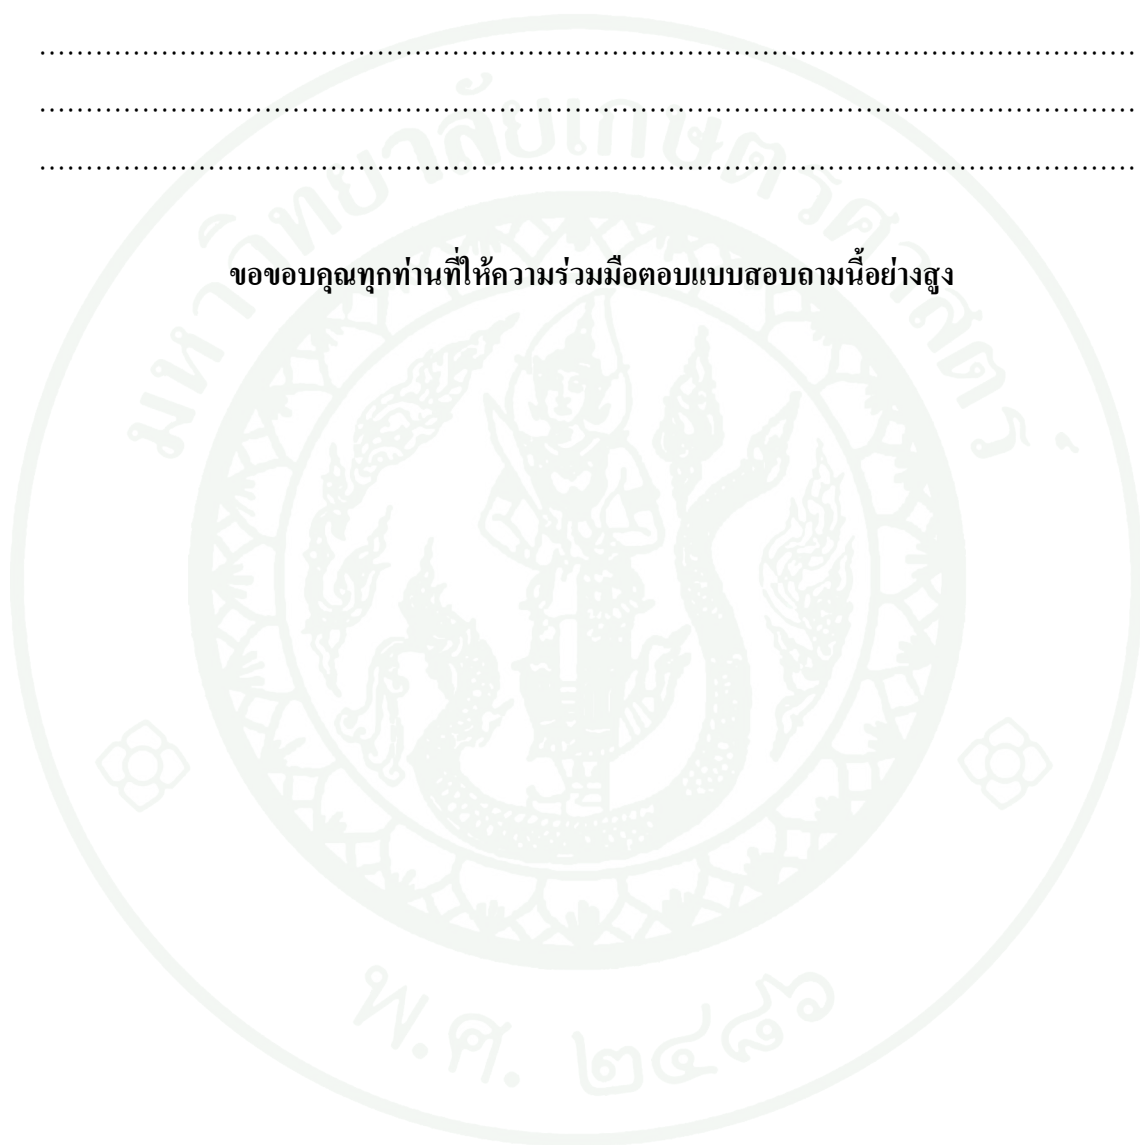 ........................................................................................................................
........................................................................................................................
........................................................................................................................
ขอขอบคุณทุกท่านที่ให้ความร่วมมือตอบแบบสอบถามนี้อย่างสูง
มหาวิทยาลัยเกษตรศาสตร์
พ.ศ. ๒๔๘๖